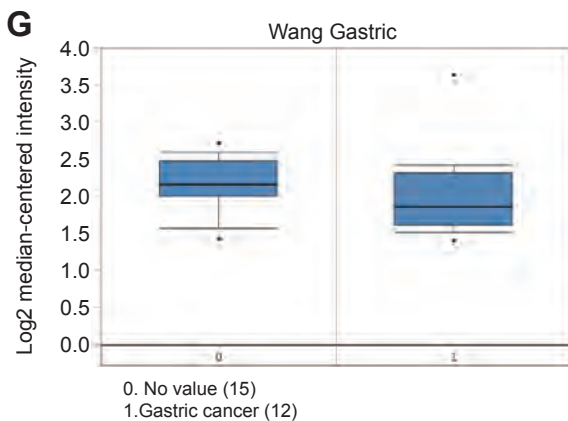 G
Wang Gastric
Log2 median-centered intensity
4.0
3.5
3.0
2.5
2.0
1.5
1.0
0.5
0.0
0 1
0. No value (15)
1.Gastric cancer (12)